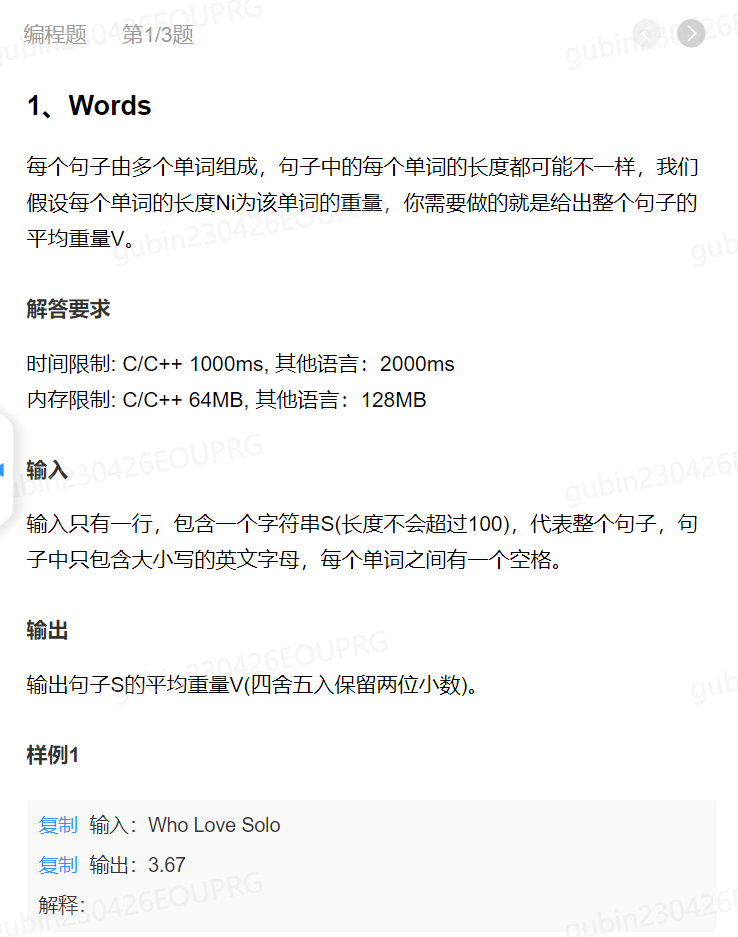 编程题 第1/3题
1、Words
每个句子由多个单词组成，句子中的每个单词的长度都可能不一样，我们
假设每个单词的长度Ni为该单词的重量，你需要做的就是给出整个句子的
平均重量V。
解答要求
时间限制: C/C++ 1000ms, 其他语言：2000ms
内存限制: C/C++ 64MB, 其他语言：128MB
输入
输入只有一行，包含一个字符串S(长度不会超过100)，代表整个句子，句
子中只包含大小写的英文字母，每个单词之间有一个空格。
输出
输出句子S的平均重量V(四舍五入保留两位小数)。
样例1
复制 输入：Who Love Solo
复制 输出：3.67
解释：
gubin230426EOUPRG